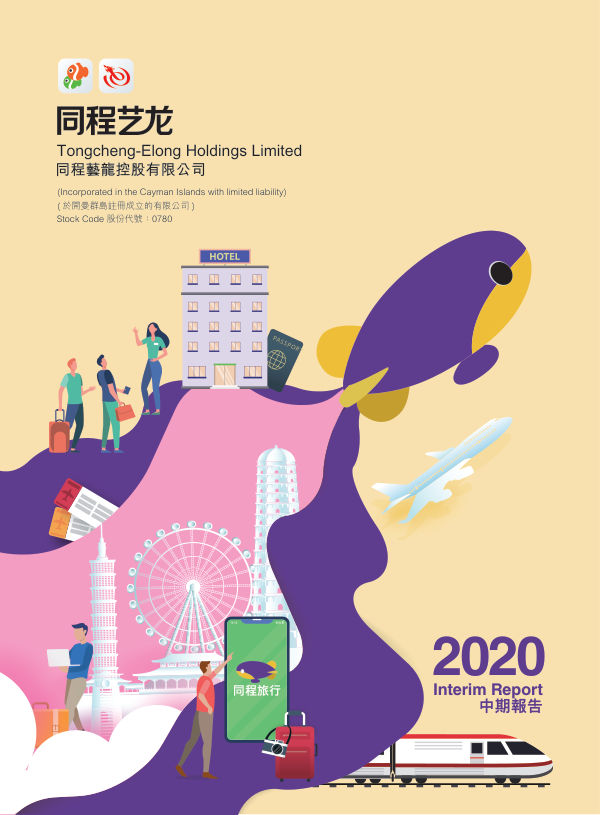 同程艺龙
Tongcheng-Elong Holdings Limited
同程藝龍控股有限公司
(Incorporated in the Cayman Islands with limited liability)
(於開曼群島註冊成立的有限公司)
Stock Code 股份代號：0780
HOTEL
PASSPORT
同程旅行
2020
Interim Report
中期報告